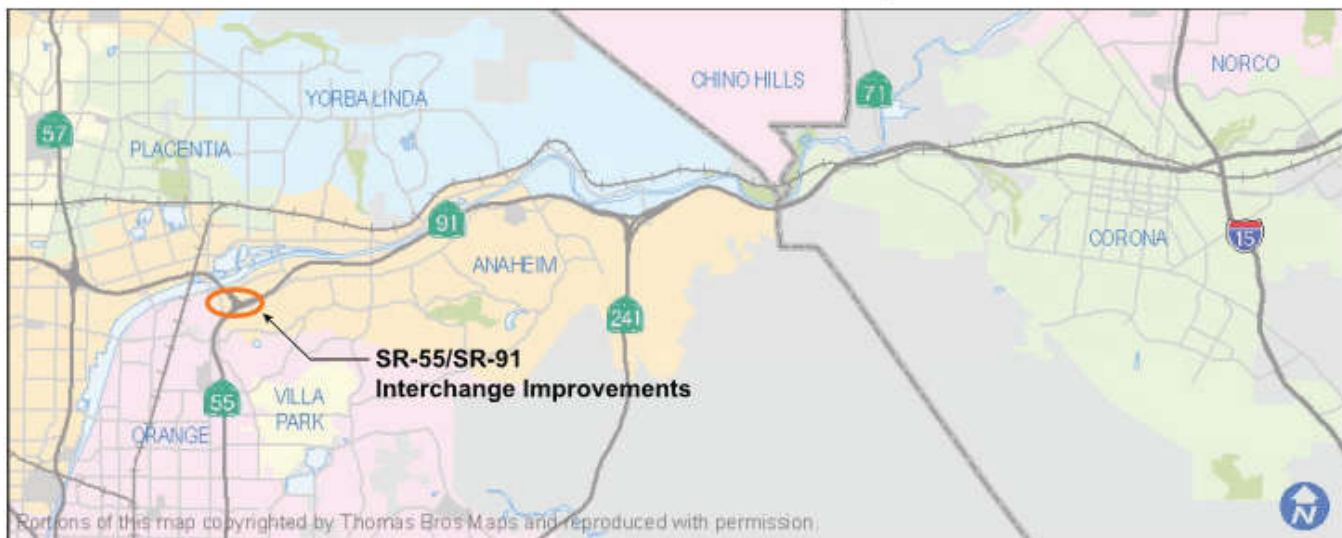 CHINO HILLS
NORCO
71
YORBA LINDA
57
PLACENTIA
91
ANAHEIM
CORONA
15
241
SR-55/SR-91
Interchange Improvements
55
VILLA
PARK
ORANGE
Portions of this map copyrighted by Thomas Bros Maps and reproduced with permission.
N